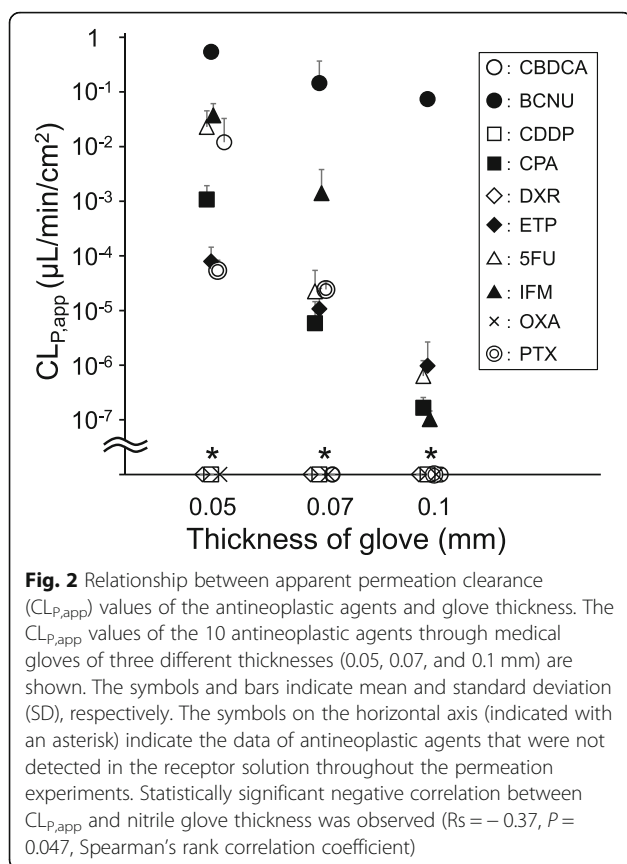 1
10-1
10-2
10-3
10-4
10-5
10-6
10-7
CLP,app (µL/min/cm2)
○ : CBDCA
● : BCNU
□ : CDDP
■ : CPA
◇ : DXR
◆ : ETP
△ : 5FU
▲ : IFM
× : OXA
◎ : PTX
* * *
0.05 0.07 0.1
Thickness of glove (mm)
Fig. 2 Relationship between apparent permeation clearance
(CLP,app) values of the antineoplastic agents and glove thickness. The
CLP,app values of the 10 antineoplastic agents through medical
gloves of three different thicknesses (0.05, 0.07, and 0.1 mm) are
shown. The symbols and bars indicate mean and standard deviation
(SD), respectively. The symbols on the horizontal axis (indicated with
an asterisk) indicate the data of antineoplastic agents that were not
detected in the receptor solution throughout the permeation
experiments. Statistically significant negative correlation between
CLP,app and nitrile glove thickness was observed (Rs = − 0.37, P =
0.047, Spearman's rank correlation coefficient)